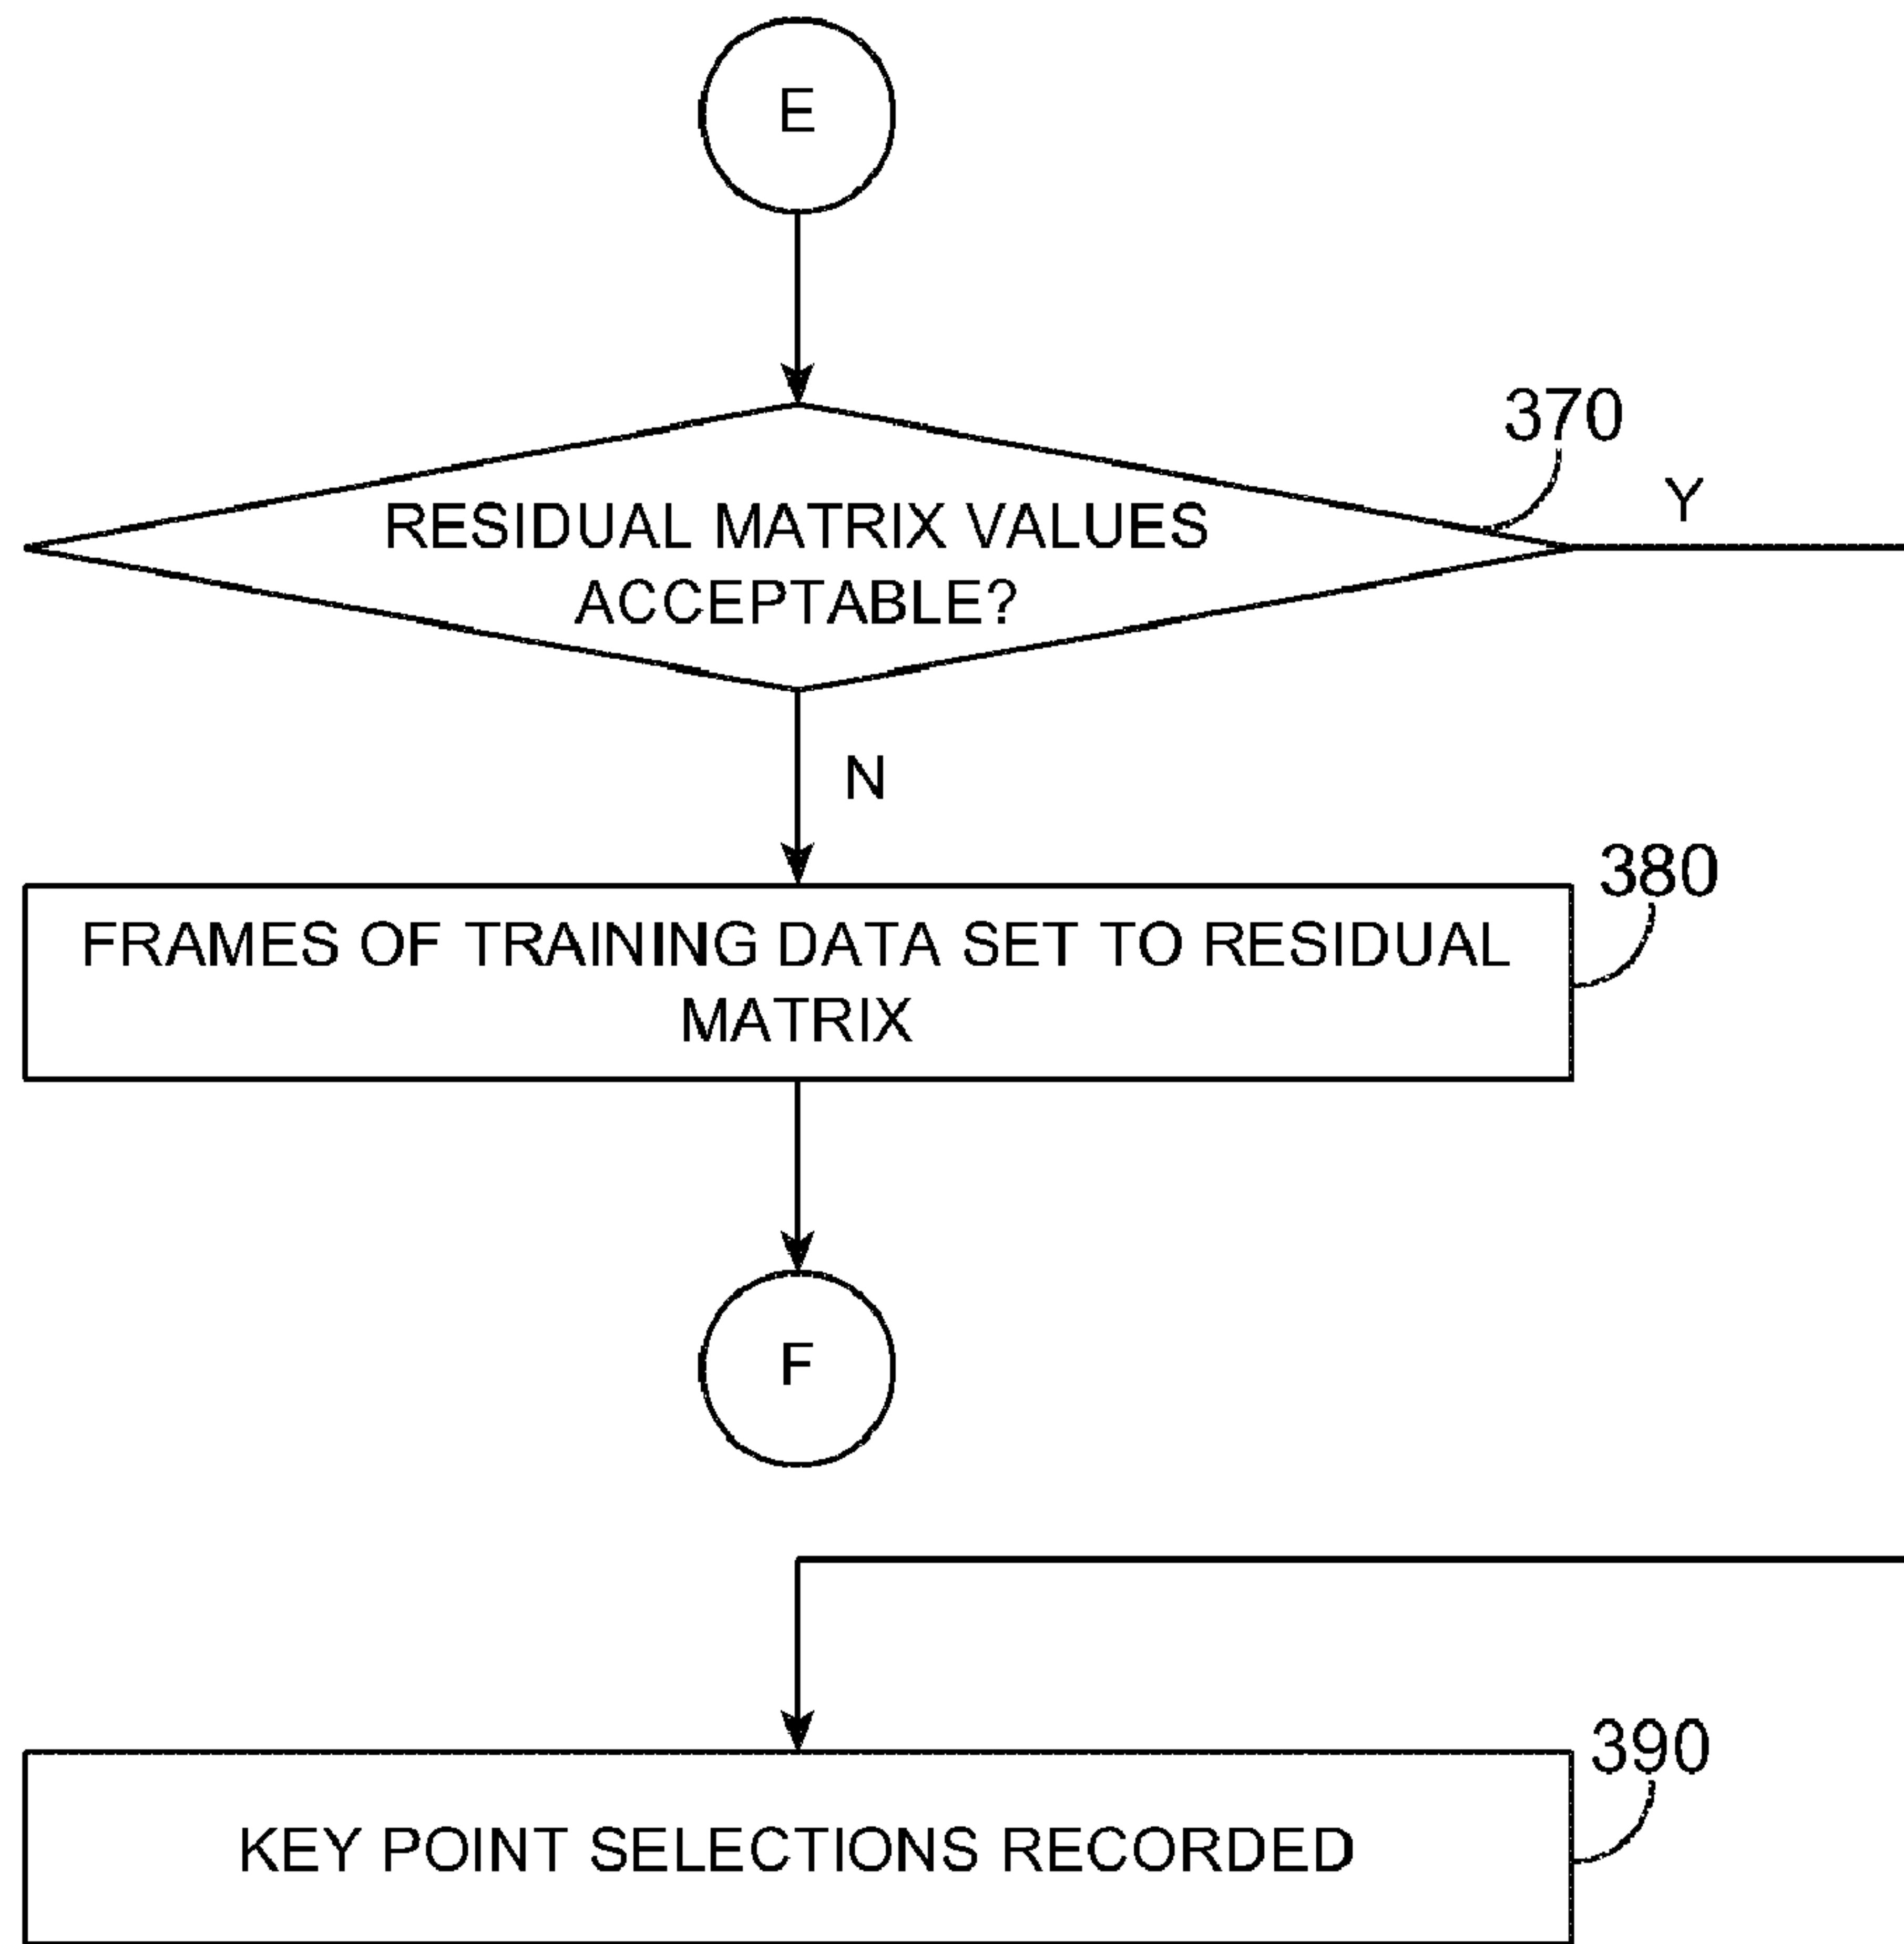 E
370
Y
RESIDUAL MATRIX VALUES
ACCEPTABLE?
N
380
FRAMES OF TRAINING DATA SET TO RESIDUAL
MATRIX
F
390
KEY POINT SELECTIONS RECORDED